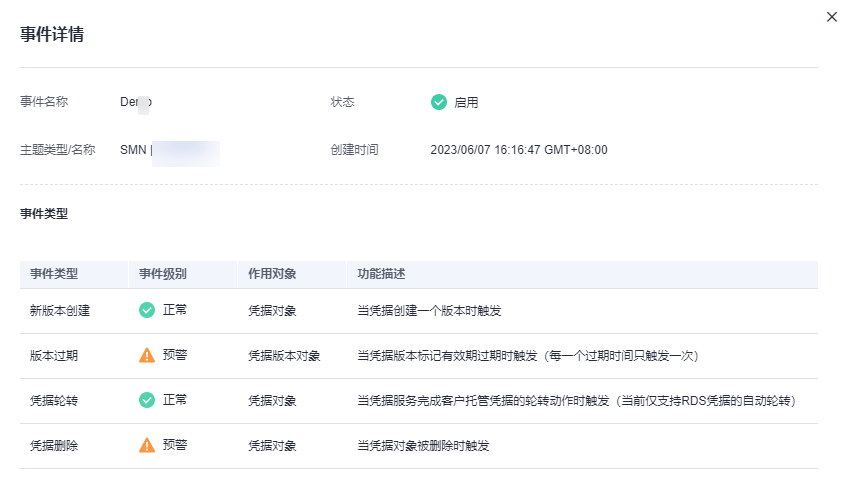 事件详情
事件名称 状态 启用
主题类型/名称 SMN | 创建时间 2023/06/07 16:16:47 GMT+08:00
事件类型
事件类型 事件级别 作用对象 功能描述
新版本创建 正常 凭据对象 当凭据创建一个版本时触发
版本过期 预警 凭据版本对象 当凭据版本标记有效期过期时触发（每一个过期时间只触发一次）
凭据轮转 正常 凭据对象 当凭据服务完成客户托管凭据的轮转动作时触发（当前仅支持RDS凭据的自动轮转）
凭据删除 预警 凭据对象 当凭据对象被删除时触发